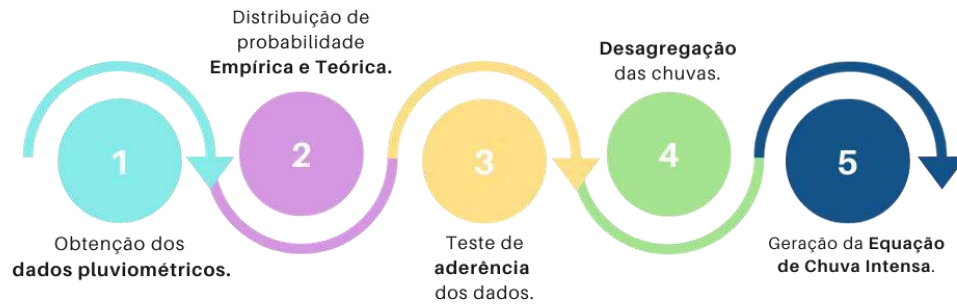 1
Obtenção dos
dados pluviométricos.
Distribuição de
probabilidade
Empírica e Teórica.
2
3
Teste de
aderência
dos dados.
Desagregação
das chuvas.
4
5
Geração da Equação
de Chuva Intensa.